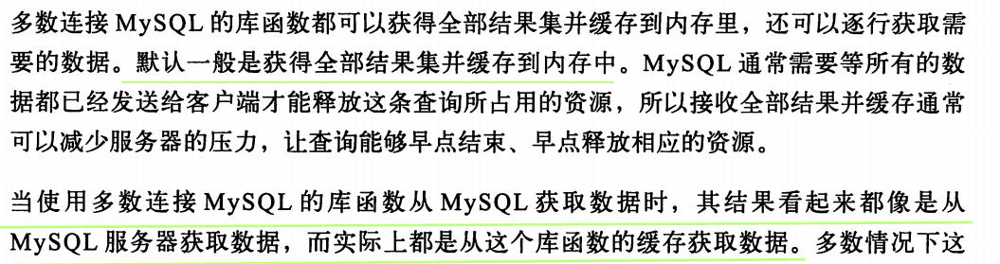 多数连接 MySQL 的库函数都可以获得全部结果集并缓存到内存里，还可以逐行获取需
要的数据。默认一般是获得全部结果集并缓存到内存中。MySQL 通常需要等所有的数
据都已经发送给客户端才能释放这条查询所占用的资源，所以接收全部结果并缓存通常
可以减少服务器的压力，让查询能够早点结束、早点释放相应的资源。
当使用多数连接 MySQL 的库函数从 MySQL 获取数据时，其结果看起来都像是从
MySQL 服务器获取数据，而实际上都是从这个库函数的缓存获取数据。多数情况下这